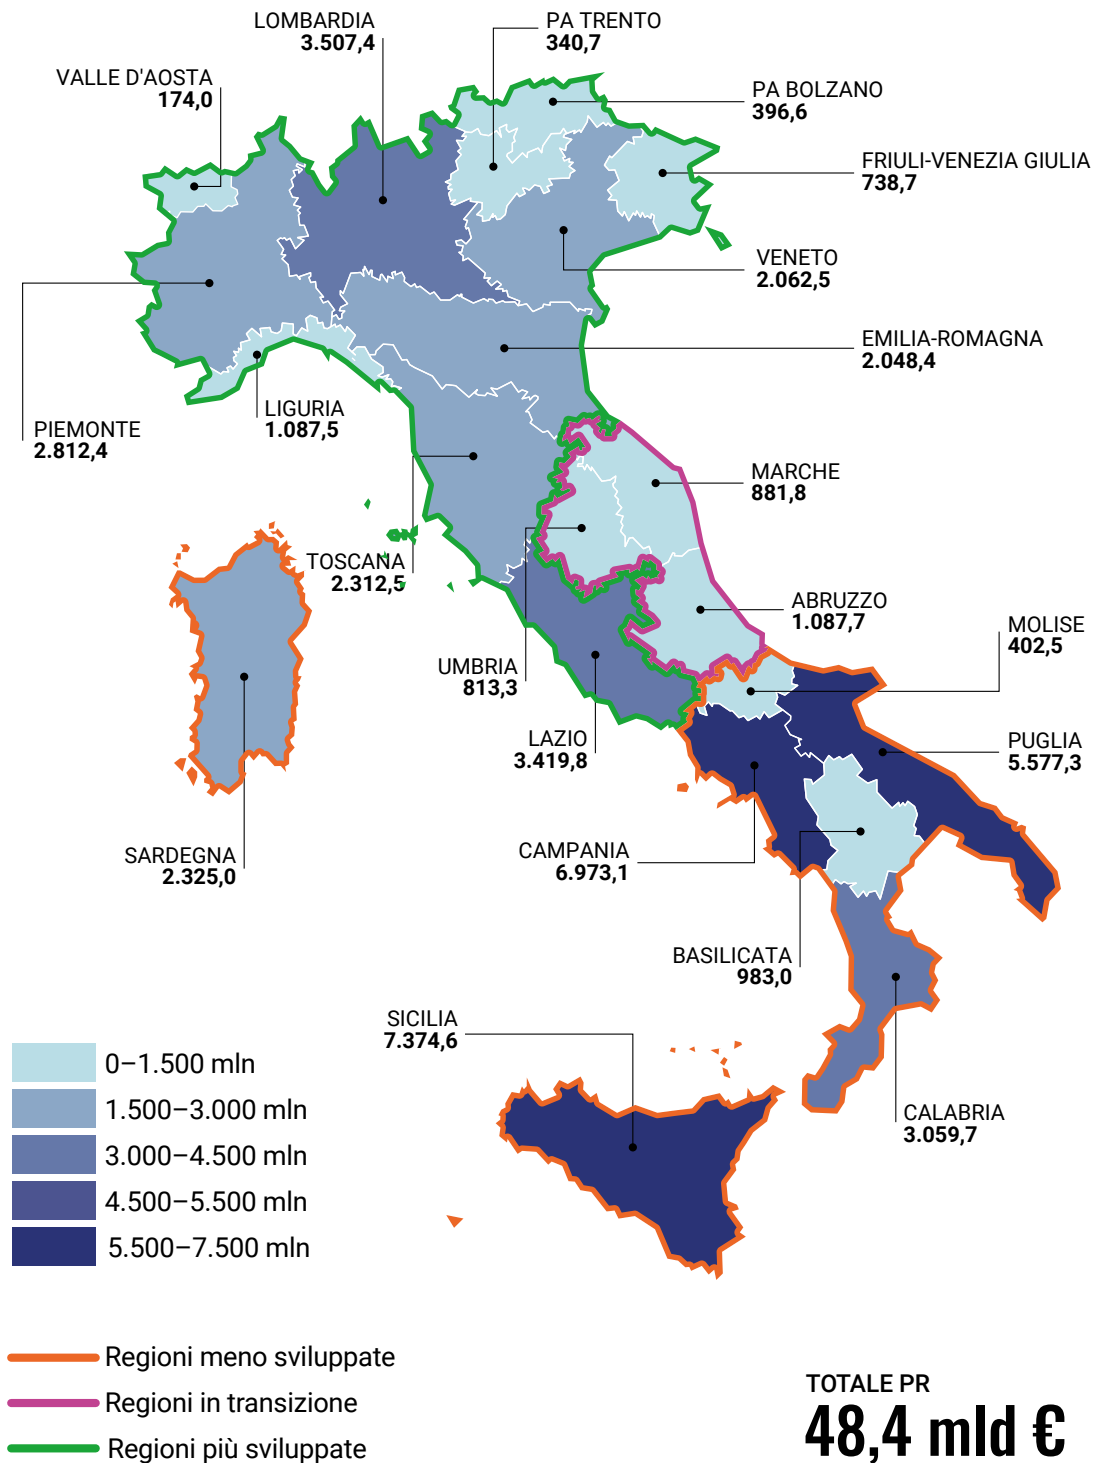 LOMBARDIA
3.507,4
PA TRENTO
340,7
VALLE D'AOSTA
174,0
PA BOLZANO
396,6
FRIULI-VENEZIA GIULIA
738,7
VENETO
2.062,5
EMILIA-ROMAGNA
2.048,4
LIGURIA
1.087,5
PIEMONTE
2.812,4
MARCHE
881,8
TOSCANA
2.312,5
ABRUZZO
1.087,7
MOLISE
402,5
UMBRIA
813,3
LAZIO
3.419,8
PUGLIA
5.577,3
SARDEGNA
2.325,0
CAMPANIA
6.973,1
BASILICATA
983,0
SICILIA
7.374,6
CALABRIA
3.059,7
0–1.500 mln
1.500–3.000 mln
3.000–4.500 mln
4.500–5.500 mln
5.500–7.500 mln
Regioni meno sviluppate
Regioni in transizione
Regioni più sviluppate
TOTALE PR
48,4 mld €